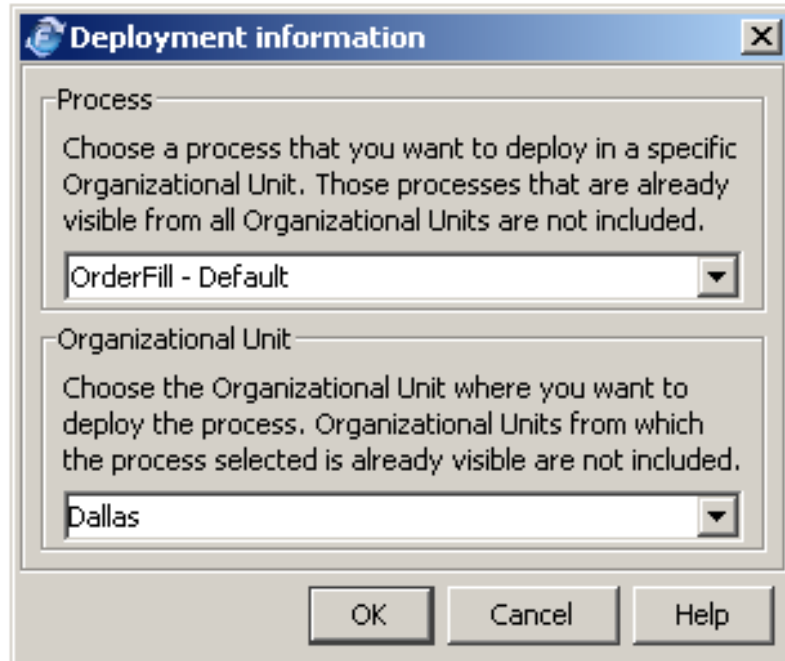 Deployment information
Process
Choose a process that you want to deploy in a specific
Organizational Unit. Those processes that are already
visible from all Organizational Units are not included.
OrderFill - Default
Organizational Unit
Choose the Organizational Unit where you want to
deploy the process. Organizational Units from which
the process selected is already visible are not included.
Dallas
OK Cancel Help